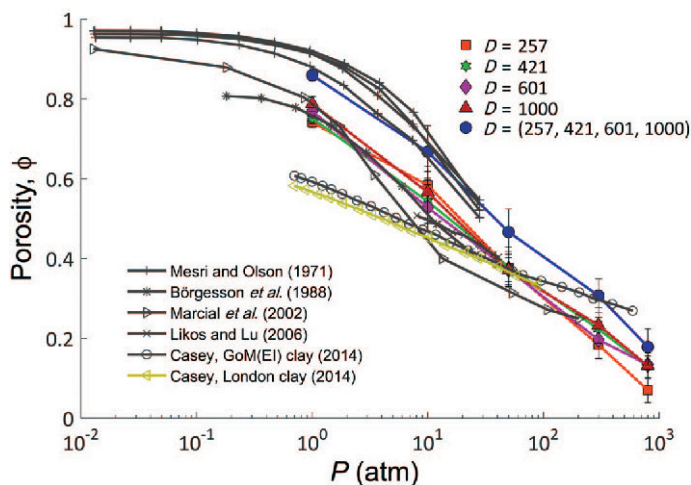 1
0.8
0.6
0.4
0.2
0
Porosity, ϕ
D = 257
D = 421
D = 601
D = 1000
D = (257, 421, 601, 1000)
Mesri and Olson (1971)
Börgesson et al. (1988)
Marcial et al. (2002)
Likos and Lu (2006)
Casey, GoM(EI) clay (2014)
Casey, London clay (2014)
10⁻² 10⁻¹ 10⁰ 10¹ 10² 10³
P (atm)